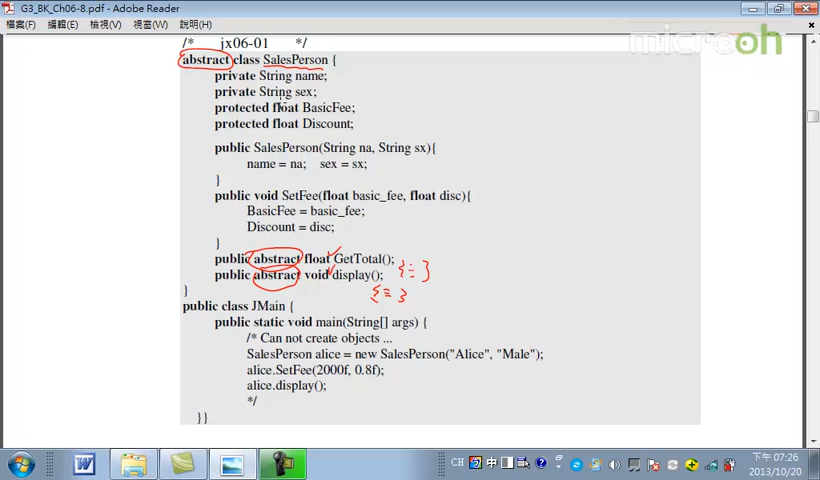 G3_BK_Ch06-8.pdf - Adobe Reader
檔案(F) 編輯(E) 檢視(V) 視窗(W) 說明(H)
microoh
/* jx06-01 */
abstract class SalesPerson {
private String name;
private String sex;
protected float BasicFee;
protected float Discount;
public SalesPerson(String na, String sx){
name = na; sex = sx;
}
public void SetFee(float basic_fee, float disc){
BasicFee = basic_fee;
Discount = disc;
}
public abstract float GetTotal();
public abstract void display();
}
public class JMain {
public static void main(String[] args) {
/* Can not create objects ...
SalesPerson alice = new SalesPerson("Alice", "Male");
alice.SetFee(2000f, 0.8f);
alice.display();
*/
}}
CH 中
下午 07:26
2013/10/20